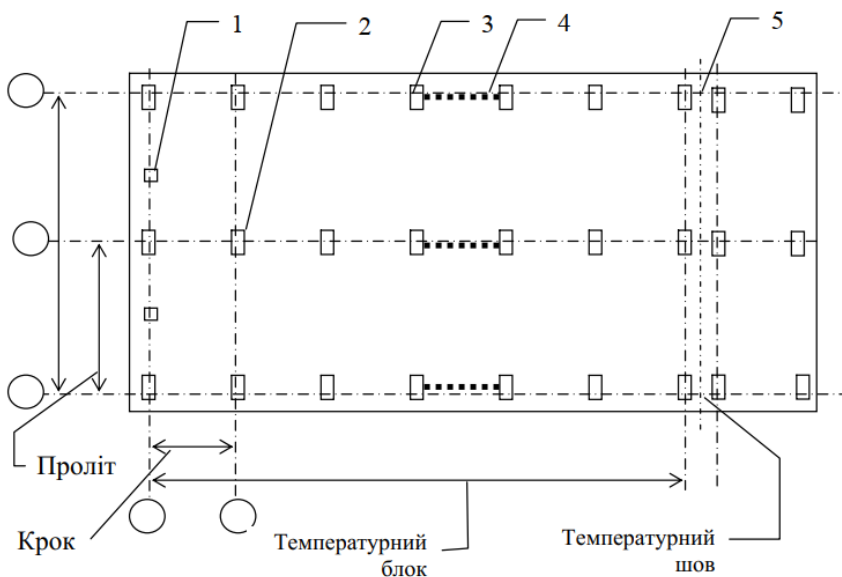 1
2
3
4
5
Проліт
Крок
Температурний
блок
Температурний
шов